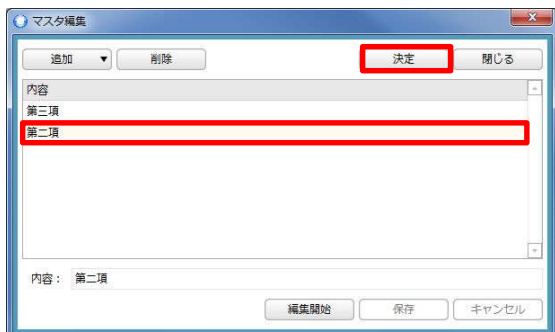 マスタ編集
追加 ▼ 削除 決定 閉じる
内容
第三項
第二項
内容： 第二項
編集開始 保存 キャンセル